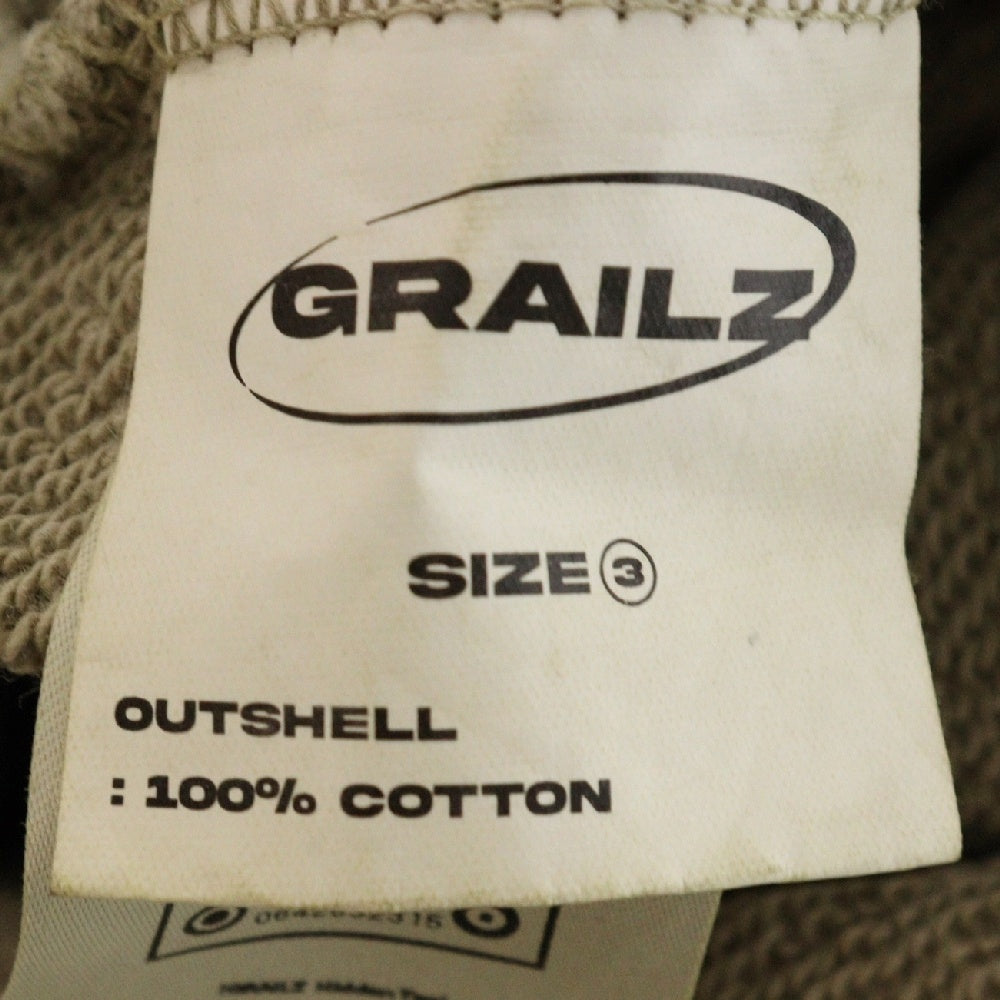 GRAILZ
SIZE 3
OUTSHELL
: 100% COTTON